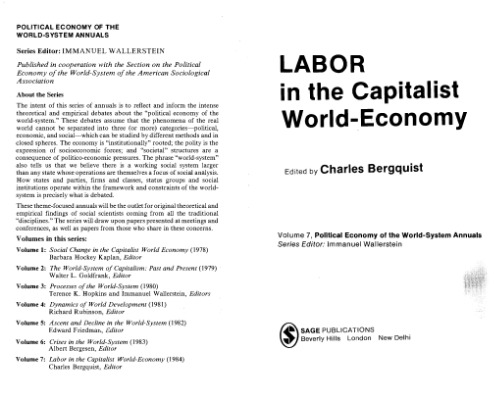 POLITICAL ECONOMY OF THE
WORLD-SYSTEM ANNUALS
Series Editor: IMMANUEL WALLERSTEIN
Published in cooperation with the Section on the Political
Economy of the World-System of the American Sociological
Association
About the Series
The intent of this series of annuals is to reflect and inform the intense
theoretical and empirical debates about the "political economy of the
world-system." These debates assume that the phenomena of the real
world cannot be separated into three (or more) categories—political,
economic, and social—which can be studied by different methods and in
closed spheres. The economy is "institutionally" rooted; the polity is the
expression of socioeconomic forces; and "societal" structures are a
consequence of politico-economic pressures. The phrase "world-system"
also tells us that we believe there is a working social system larger
than any state whose operations are themselves a focus of social analysis.
How states and parties, firms and classes, status groups and social
institutions operate within the framework and constraints of the world-
system is precisely what is debated.
These theme-focused annuals will be the outlet for original theoretical and
empirical findings of social scientists coming from all the traditional
"disciplines." The series will draw upon papers presented at meetings and
conferences, as well as papers from those who share in these concerns.
Volumes in this series:
Volume 1: Social Change in the Capitalist World Economy (1978)
Barbara Hockey Kaplan, Editor
Volume 2: The World-System of Capitalism: Past and Present (1979)
Walter L. Goldfrank, Editor
Volume 3: Processes of the World-System (1980)
Terence K. Hopkins and Immanuel Wallerstein, Editors
Volume 4: Dynamics of World Development (1981)
Richard Rubinson, Editor
Volume 5: Ascent and Decline in the World-System (1982)
Edward Friedman, Editor
Volume 6: Crises in the World-System (1983)
Albert Bergesen, Editor
Volume 7: Labor in the Capitalist World-Economy (1984)
Charles Bergquist, Editor
LABOR
in the Capitalist
World-Economy
Edited by Charles Bergquist
Volume 7, Political Economy of the World-System Annuals
Series Editor: Immanuel Wallerstein
S
SAGE PUBLICATIONS
Beverly Hills London New Delhi